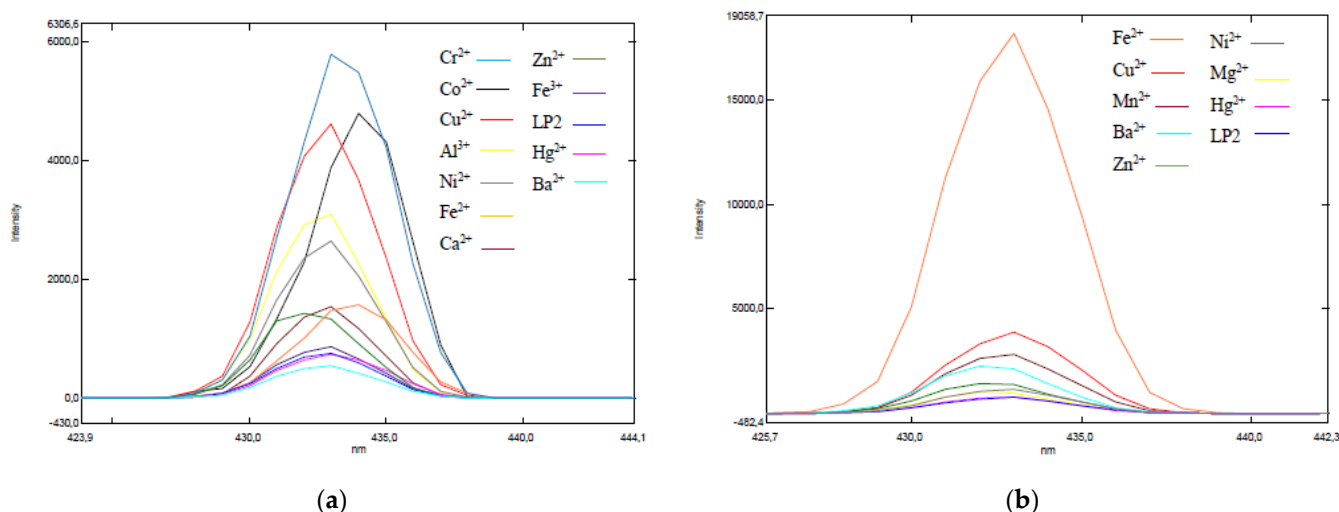 6306,6
6000,0
4000,0
2000,0
0,0
-430,0
423,9
430,0
435,0
440,0
444,1
nm
Intensity
Cr²⁺
Co²⁺
Cu²⁺
Al³⁺
Ni²⁺
Fe²⁺
Ca²⁺
Zn²⁺
Fe³⁺
LP2
Hg²⁺
Ba²⁺
(a)
19058,7
15000,0
10000,0
5000,0
-482,4
425,7
430,0
435,0
440,0
442,3
nm
Intensity
Fe²⁺
Cu²⁺
Mn²⁺
Ba²⁺
Zn²⁺
Ni²⁺
Mg²⁺
Hg²⁺
LP2
(b)